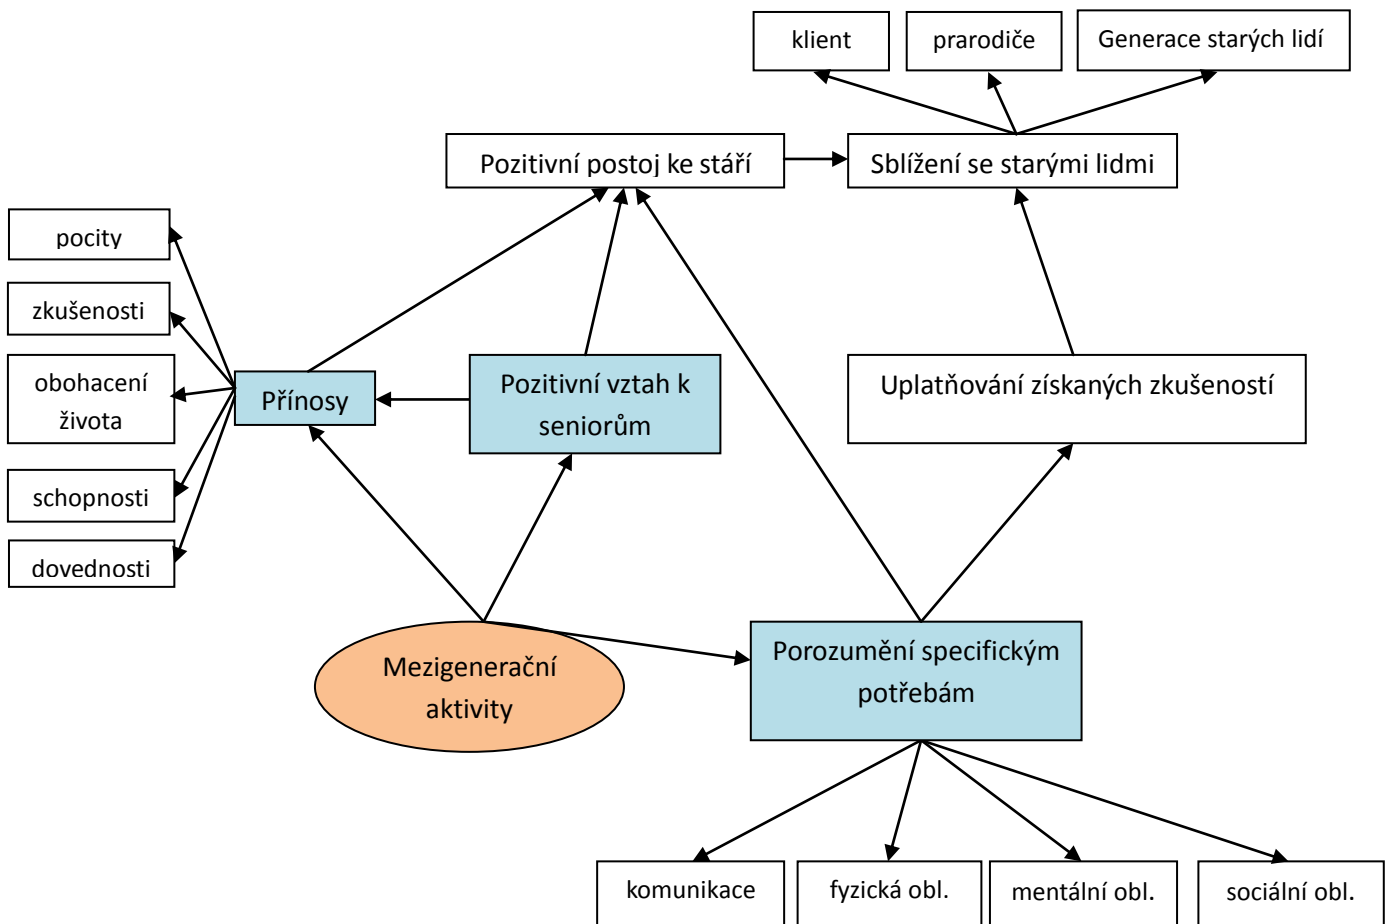 klient
prarodiče
Generace starých lidí
Pozitivní postoj ke stáří
Sblížení se starými lidmi
pocity
zkušenosti
obohacení
života
schopnosti
dovednosti
Přínosy
Pozitivní vztah k
seniorům
Uplatňování získaných zkušeností
Mezigenerační
aktivity
Porozumění specifickým
potřebám
komunikace
fyzická obl.
mentální obl.
sociální obl.